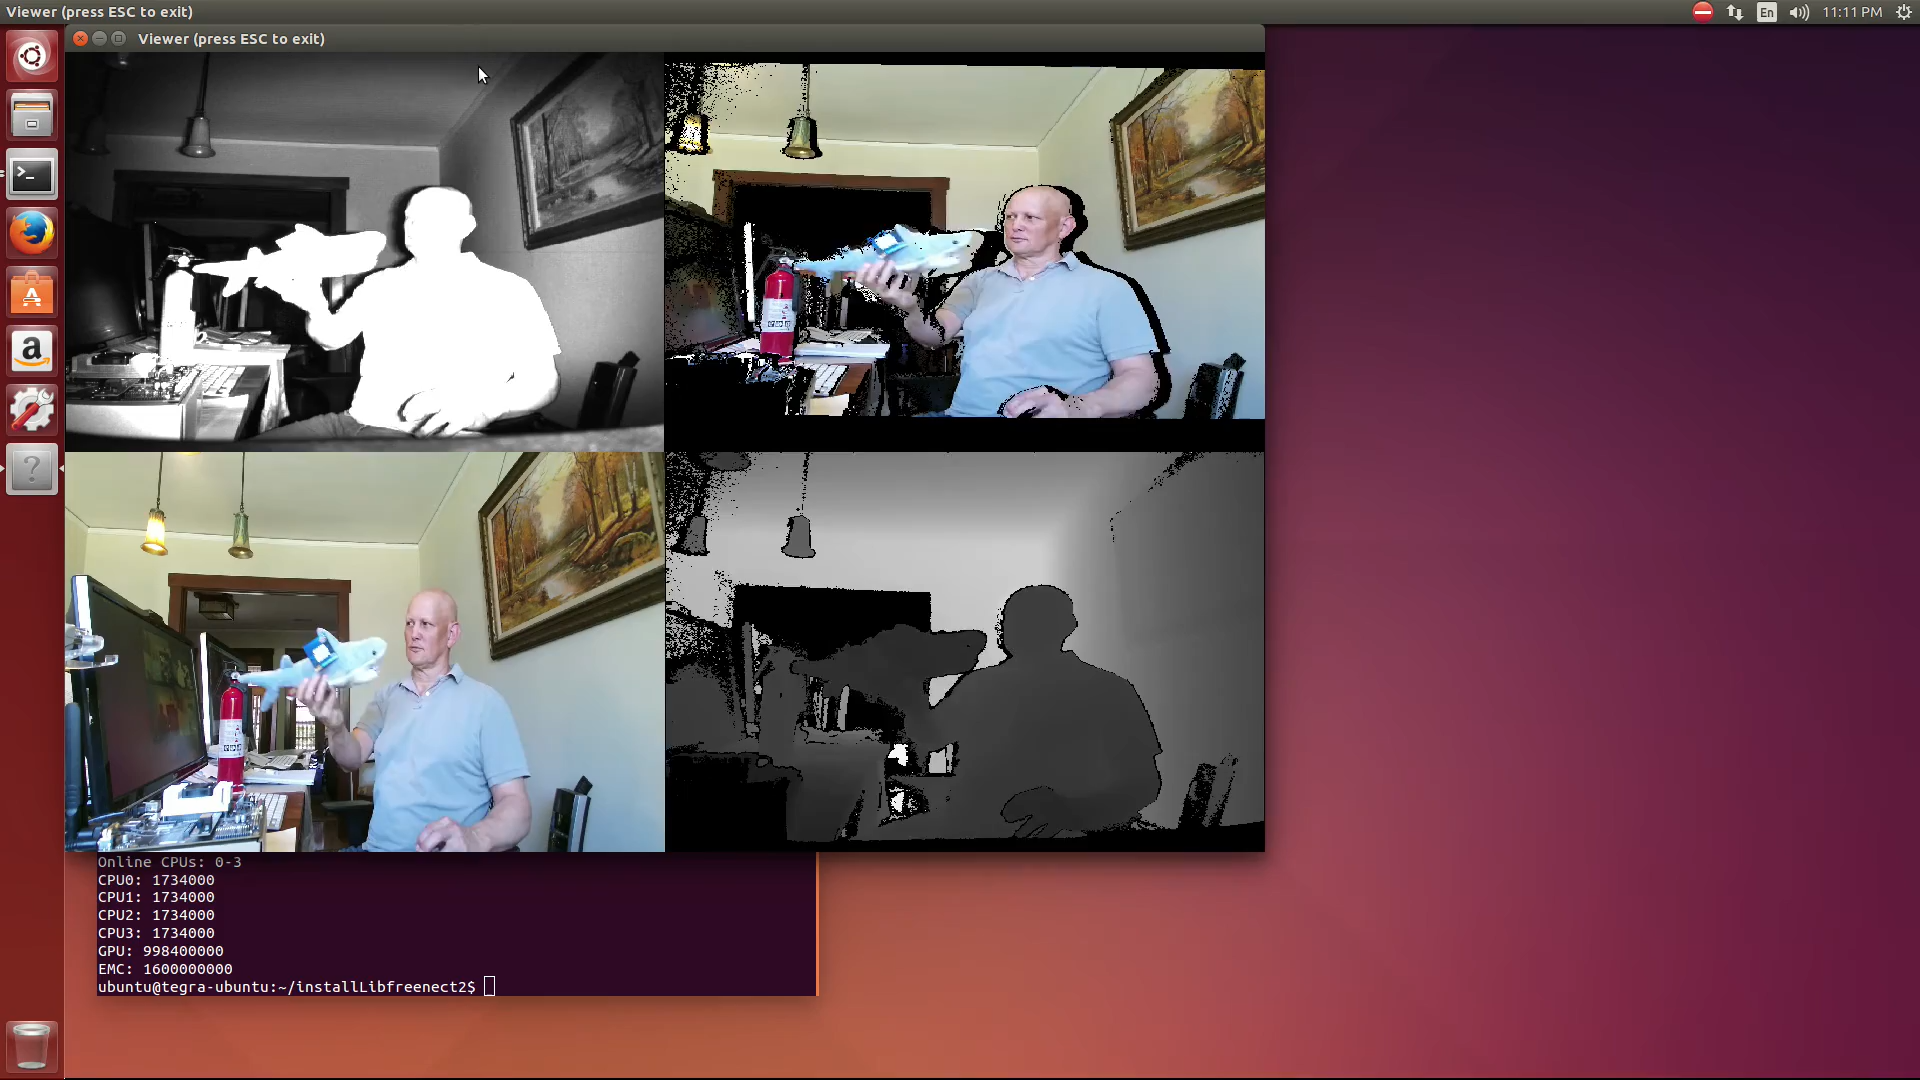 Viewer (press ESC to exit)
En
11:11 PM
Viewer (press ESC to exit)
Online CPUs: 0-3
CPU0: 1734000
CPU1: 1734000
CPU2: 1734000
CPU3: 1734000
GPU: 998400000
EMC: 1600000000
ubuntu@tegra-ubuntu:~/installLibfreenect2$